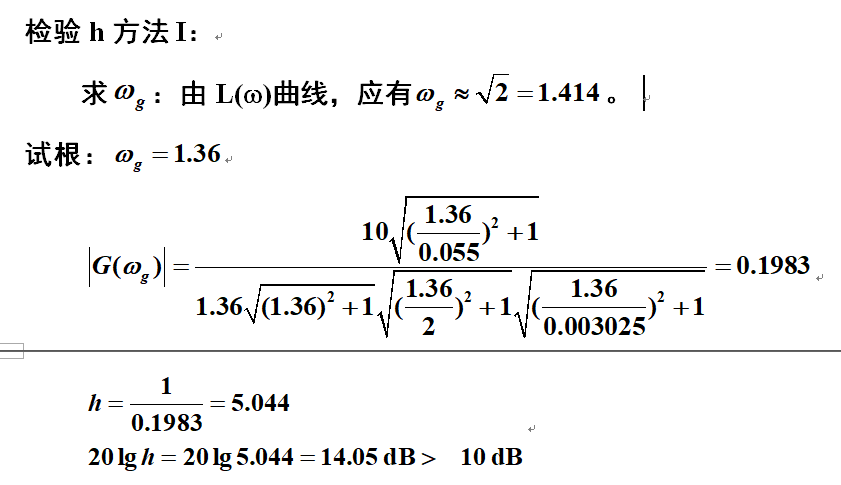 检验 h 方法 I：
求 ω_g：由 L(ω)曲线，应有 ω_g ≈ √2 = 1.414。
试根：ω_g = 1.36
|G(ω_g)| = 10√((1.36/0.055)² + 1) / (1.36√((1.36)² + 1)√((1.36/2)² + 1)√((1.36/0.003025)² + 1)) = 0.1983
h = 1/0.1983 = 5.044
20 lg h = 20 lg 5.044 = 14.05 dB > 10 dB